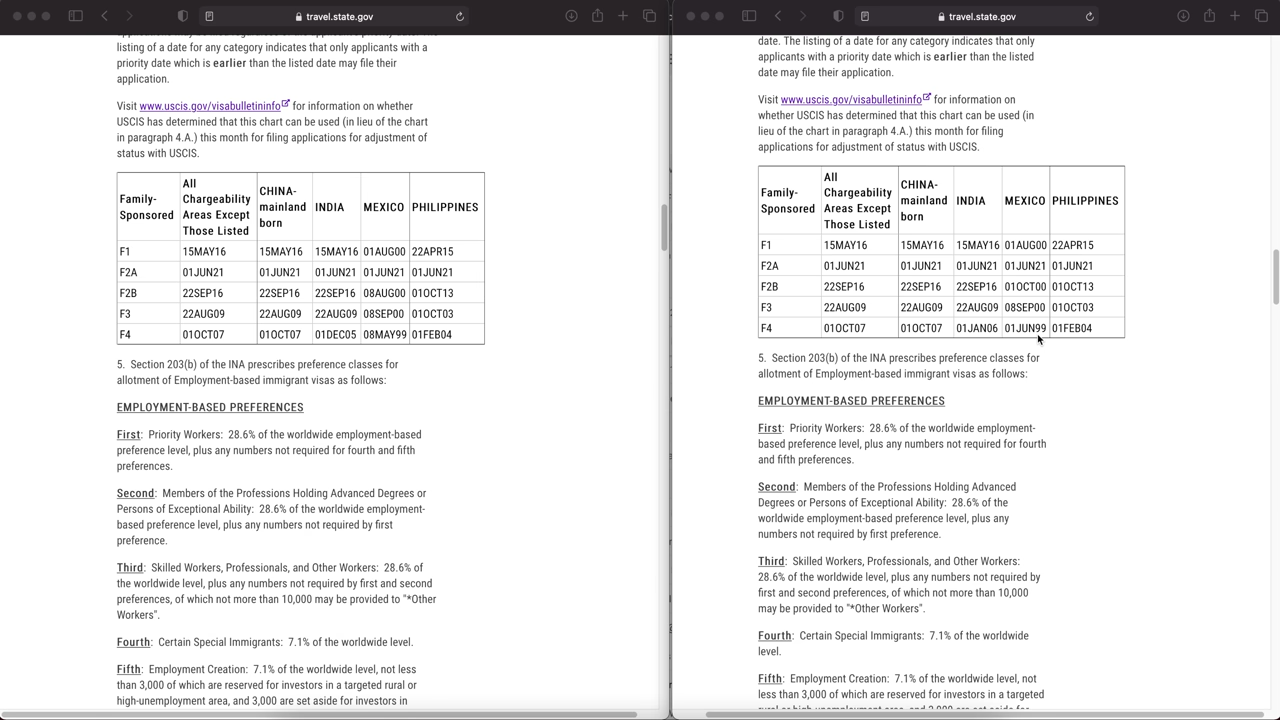 travel.state.gov
listing of a date for any category indicates that only applicants with a
priority date which is earlier than the listed date may file their
application.
Visit www.uscis.gov/visabulletininfo for information on whether
USCIS has determined that this chart can be used (in lieu of the chart
in paragraph 4.A.) this month for filing applications for adjustment of
status with USCIS.
Family-Sponsored All Chargeability Areas Except Those Listed CHINA-mainland born INDIA MEXICO PHILIPPINES
F1 15MAY16 15MAY16 15MAY16 01AUG00 22APR15
F2A 01JUN21 01JUN21 01JUN21 01JUN21 01JUN21
F2B 22SEP16 22SEP16 22SEP16 08AUG00 01OCT13
F3 22AUG09 22AUG09 22AUG09 08SEP00 01OCT03
F4 01OCT07 01OCT07 01DEC05 08MAY99 01FEB04
5. Section 203(b) of the INA prescribes preference classes for
allotment of Employment-based immigrant visas as follows:
EMPLOYMENT-BASED PREFERENCES
First: Priority Workers: 28.6% of the worldwide employment-based
preference level, plus any numbers not required for fourth and fifth
preferences.
Second: Members of the Professions Holding Advanced Degrees or
Persons of Exceptional Ability: 28.6% of the worldwide employment-
based preference level, plus any numbers not required by first
preference.
Third: Skilled Workers, Professionals, and Other Workers: 28.6% of
the worldwide level, plus any numbers not required by first and second
preferences, of which not more than 10,000 may be provided to "*Other
Workers".
Fourth: Certain Special Immigrants: 7.1% of the worldwide level.
Fifth: Employment Creation: 7.1% of the worldwide level, not less
than 3,000 of which are reserved for investors in a targeted rural or
high-unemployment area, and 3,000 are set aside for investors in
travel.state.gov
date. The listing of a date for any category indicates that only
applicants with a priority date which is earlier than the listed
date may file their application.
Visit www.uscis.gov/visabulletininfo for information on
whether USCIS has determined that this chart can be used (in
lieu of the chart in paragraph 4.A.) this month for filing
applications for adjustment of status with USCIS.
Family-Sponsored All Chargeability Areas Except Those Listed CHINA-mainland born INDIA MEXICO PHILIPPINES
F1 15MAY16 15MAY16 15MAY16 01AUG00 22APR15
F2A 01JUN21 01JUN21 01JUN21 01JUN21 01JUN21
F2B 22SEP16 22SEP16 22SEP16 01OCT00 01OCT13
F3 22AUG09 22AUG09 22AUG09 08SEP00 01OCT03
F4 01OCT07 01OCT07 01JAN06 01JUN99 01FEB04
5. Section 203(b) of the INA prescribes preference classes for
allotment of Employment-based immigrant visas as follows:
EMPLOYMENT-BASED PREFERENCES
First: Priority Workers: 28.6% of the worldwide employment-
based preference level, plus any numbers not required for fourth
and fifth preferences.
Second: Members of the Professions Holding Advanced
Degrees or Persons of Exceptional Ability: 28.6% of the
worldwide employment-based preference level, plus any
numbers not required by first preference.
Third: Skilled Workers, Professionals, and Other Workers:
28.6% of the worldwide level, plus any numbers not required by
first and second preferences, of which not more than 10,000
may be provided to "*Other Workers".
Fourth: Certain Special Immigrants: 7.1% of the worldwide
level.
Fifth: Employment Creation: 7.1% of the worldwide level, not
less than 3,000 of which are reserved for investors in a targeted